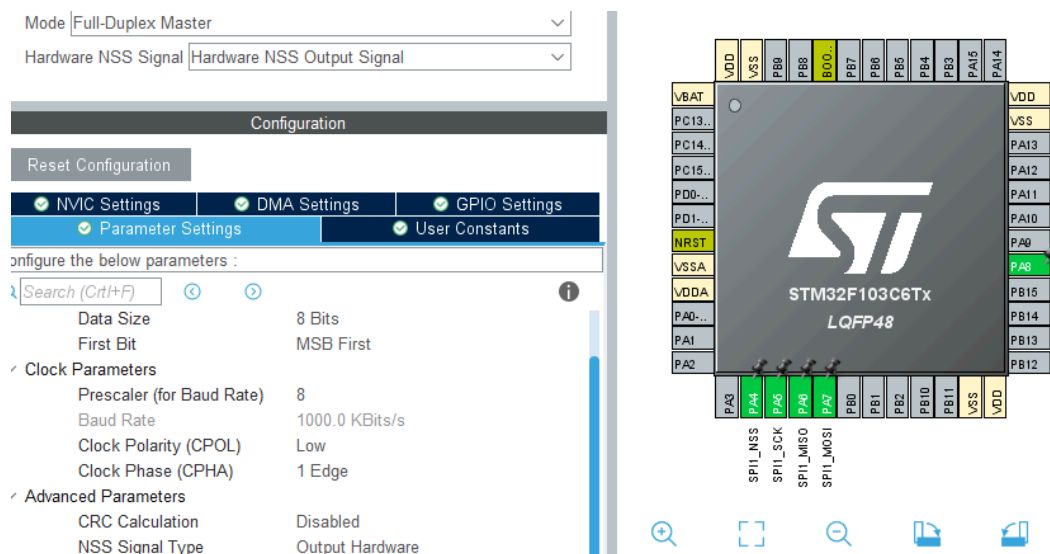 Mode Full-Duplex Master
Hardware NSS Signal Hardware NSS Output Signal
Configuration
Reset Configuration
NVIC Settings DMA Settings GPIO Settings
Parameter Settings User Constants
onfigure the below parameters :
Search (Crtl+F)
Data Size 8 Bits
First Bit MSB First
Clock Parameters
Prescaler (for Baud Rate) 8
Baud Rate 1000.0 KBits/s
Clock Polarity (CPOL) Low
Clock Phase (CPHA) 1 Edge
Advanced Parameters
CRC Calculation Disabled
NSS Signal Type Output Hardware
VDD VSS PB9 PB8 BOO.. PB7 PB6 PB5 PB4 PB3 PA15 PA14
VBAT
PC13..
PC14..
PC15..
PD0-..
PD1-..
NRST
VSSA
VDDA
PA0-..
PA1
PA2
ST
STM32F103C6Tx
LQFP48
VDD
VSS
PA13
PA12
PA11
PA10
PA9
PA8
PB15
PB14
PB13
PB12
PA3 PA4 PA5 PA6 PA7 PB0 PB1 PB2 PB10 PB11 VSS VDD
SPI1_NSS
SPI1_SCK
SPI1_MISO
SPI1_MOSI